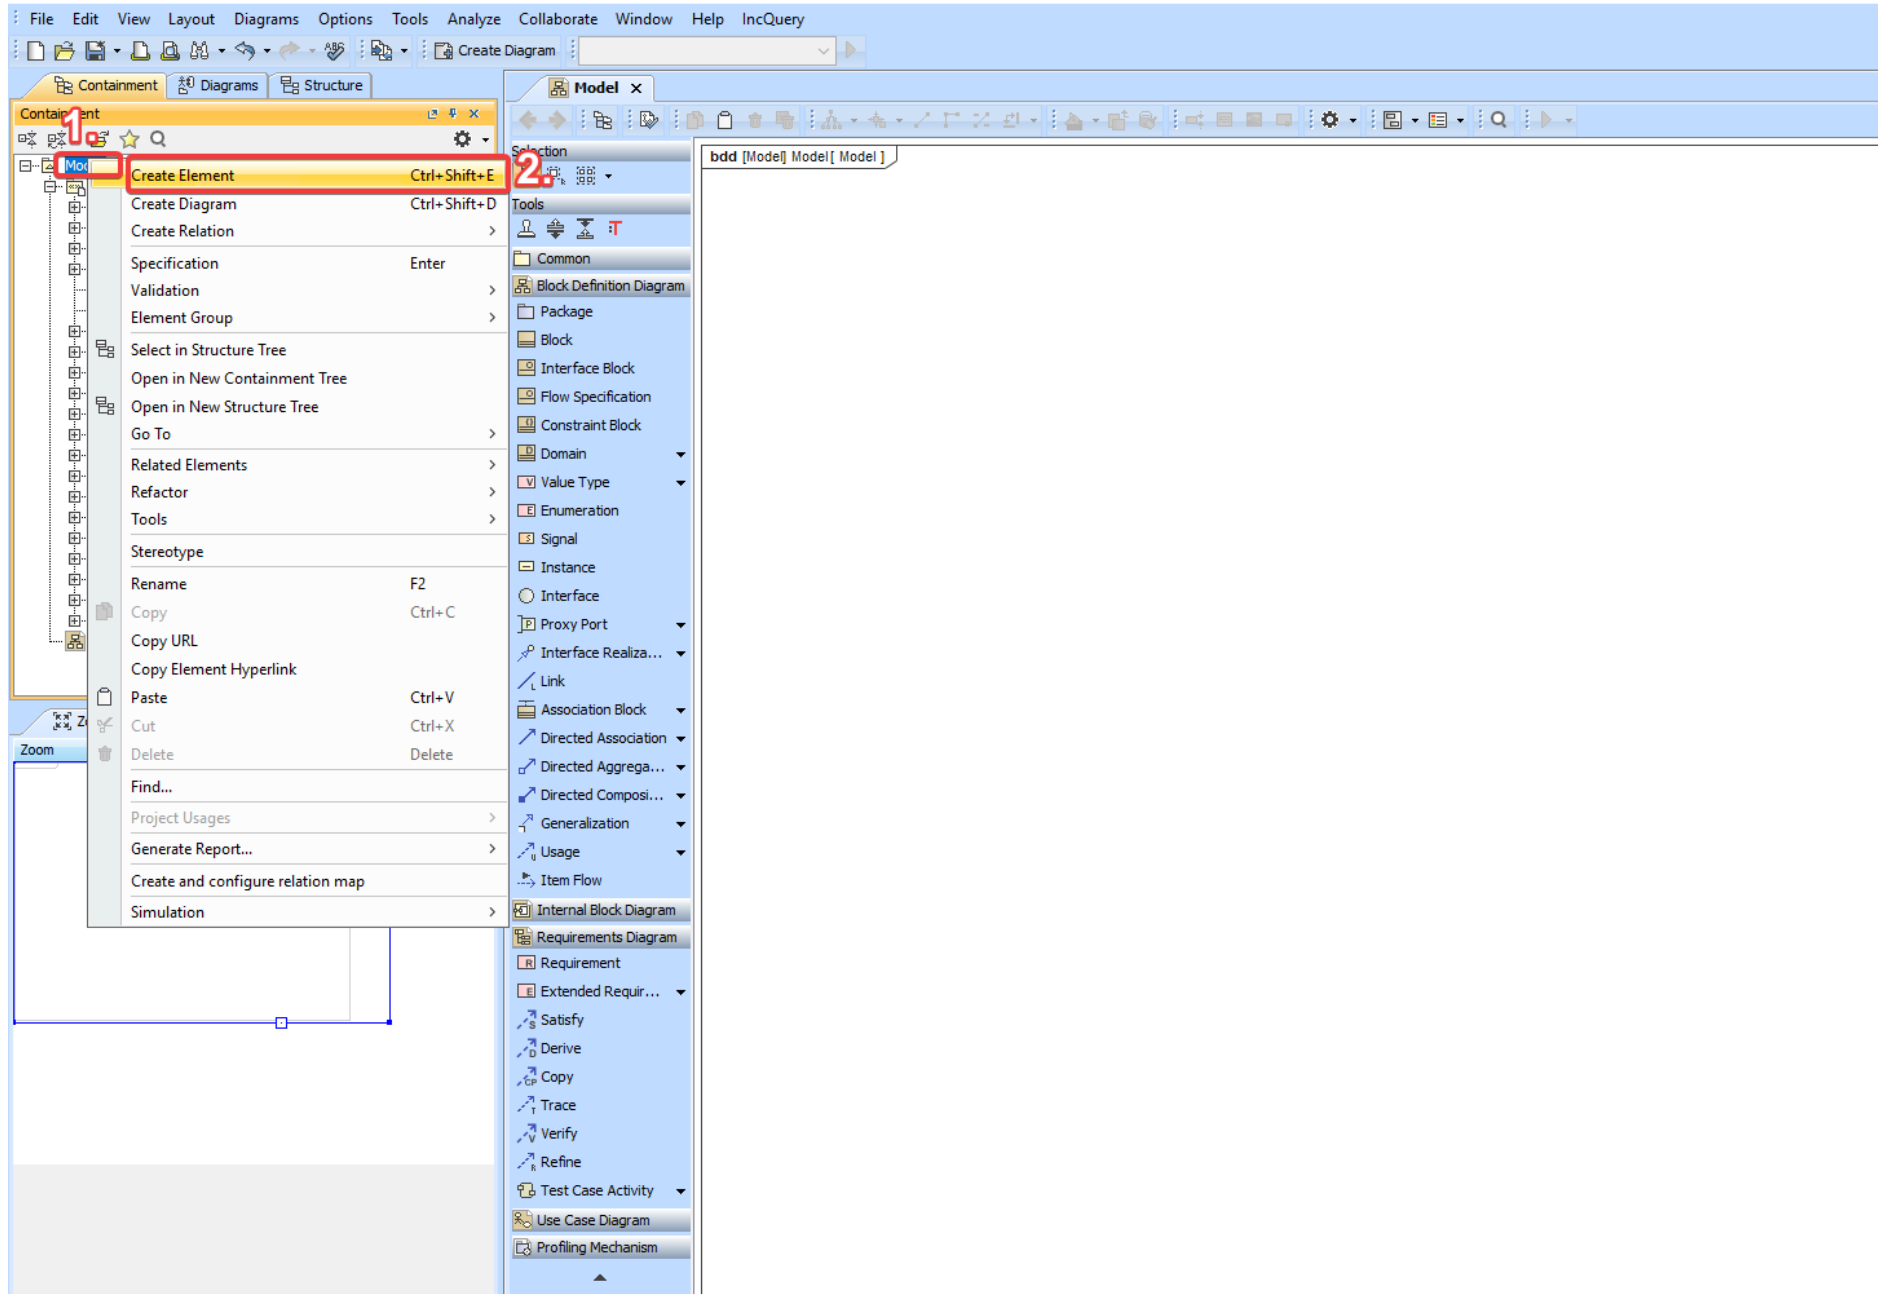 File Edit View Layout Diagrams Options Tools Analyze Collaborate Window Help IncQuery
Create Diagram
Containment Diagrams Structure
Model
Containment
1.
Create Element Ctrl+Shift+E
2.
Create Diagram Ctrl+Shift+D
Create Relation
Specification Enter
Validation
Element Group
Select in Structure Tree
Open in New Containment Tree
Open in New Structure Tree
Go To
Related Elements
Refactor
Tools
Stereotype
Rename F2
Copy Ctrl+C
Copy URL
Copy Element Hyperlink
Paste Ctrl+V
Cut Ctrl+X
Delete Delete
Find...
Project Usages
Generate Report...
Create and configure relation map
Simulation
Zoom
Selection
Tools
Common
Block Definition Diagram
Package
Block
Interface Block
Flow Specification
Constraint Block
Domain
Value Type
Enumeration
Signal
Instance
Interface
Proxy Port
Interface Realiza...
Link
Association Block
Directed Association
Directed Aggrega...
Directed Composi...
Generalization
Usage
Item Flow
Internal Block Diagram
Requirements Diagram
Requirement
Extended Requir...
Satisfy
Derive
Copy
Trace
Verify
Refine
Test Case Activity
Use Case Diagram
Profiling Mechanism
bdd [Model] Model [ Model ]